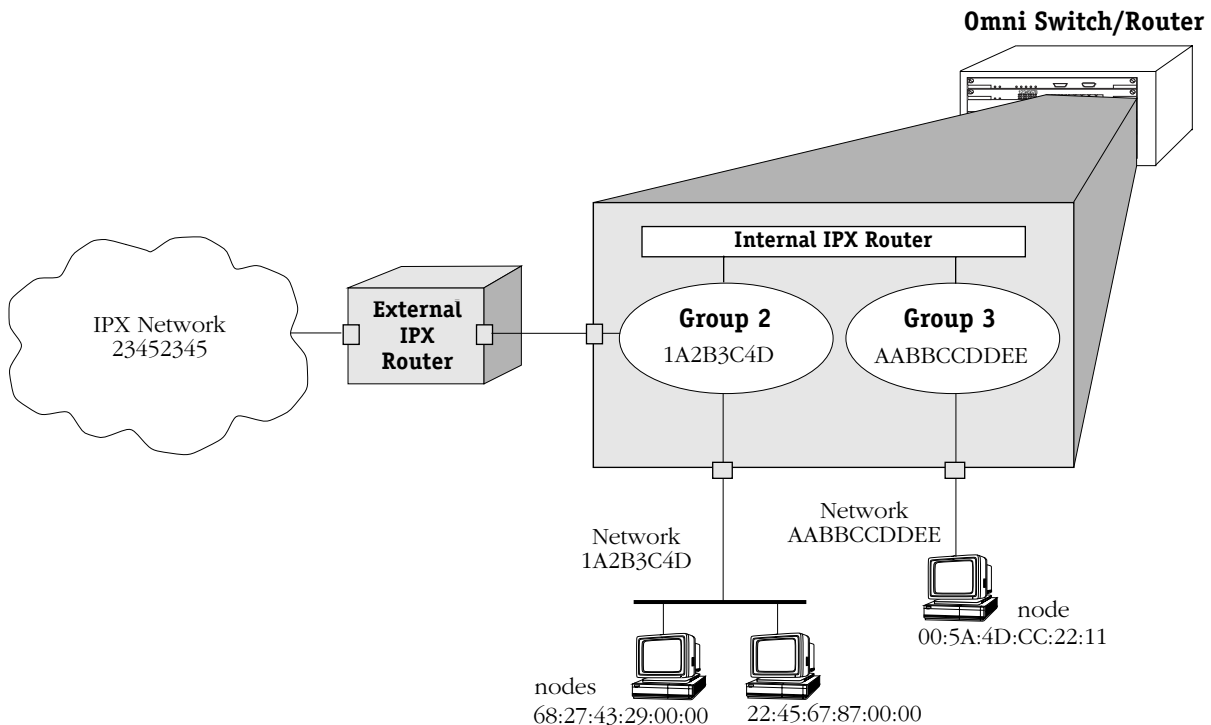 Omni Switch/Router
Internal IPX Router
IPX Network
23452345
External
IPX
Router
Group 2
1A2B3C4D
Group 3
AABBCCDDEE
Network
1A2B3C4D
Network
AABBCCDDEE
node
00:5A:4D:CC:22:11
nodes
68:27:43:29:00:00
22:45:67:87:00:00